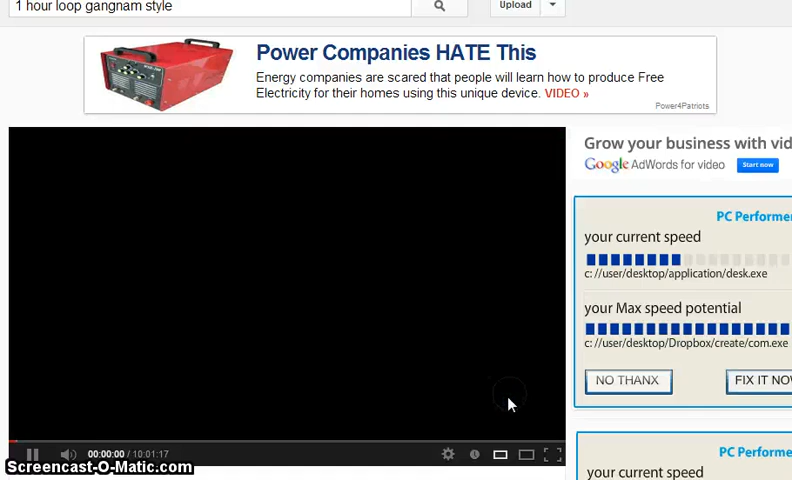 1 hour loop gangnam style
Upload
Power Companies HATE This
Energy companies are scared that people will learn how to produce Free
Electricity for their homes using this unique device. VIDEO »
Power4Patriots
Grow your business with vid
Google AdWords for video Start now
PC Performer
your current speed
c://user/desktop/application/desk.exe
your Max speed potential
c://user/desktop/Dropbox/create/com.exe
NO THANX FIX IT NOW
00:00:00 / 10:01:17
Screencast-O-Matic.com
PC Performe
your current speed